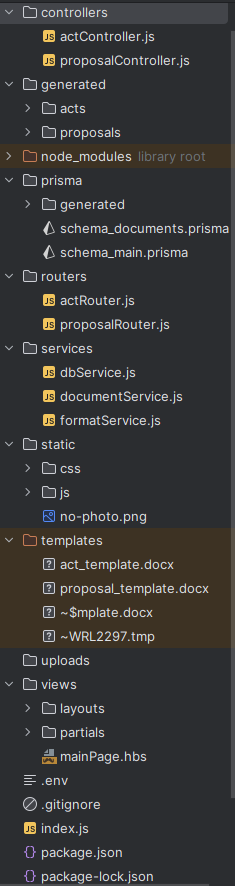 controllers
actController.js
proposalController.js
generated
acts
proposals
node_modules library root
prisma
generated
schema_documents.prisma
schema_main.prisma
routers
actRouter.js
proposalRouter.js
services
dbService.js
documentService.js
formatService.js
static
css
js
no-photo.png
templates
act_template.docx
proposal_template.docx
~$mplate.docx
~WRL2297.tmp
uploads
views
layouts
partials
mainPage.hbs
.env
.gitignore
index.js
package.json
package-lock.json